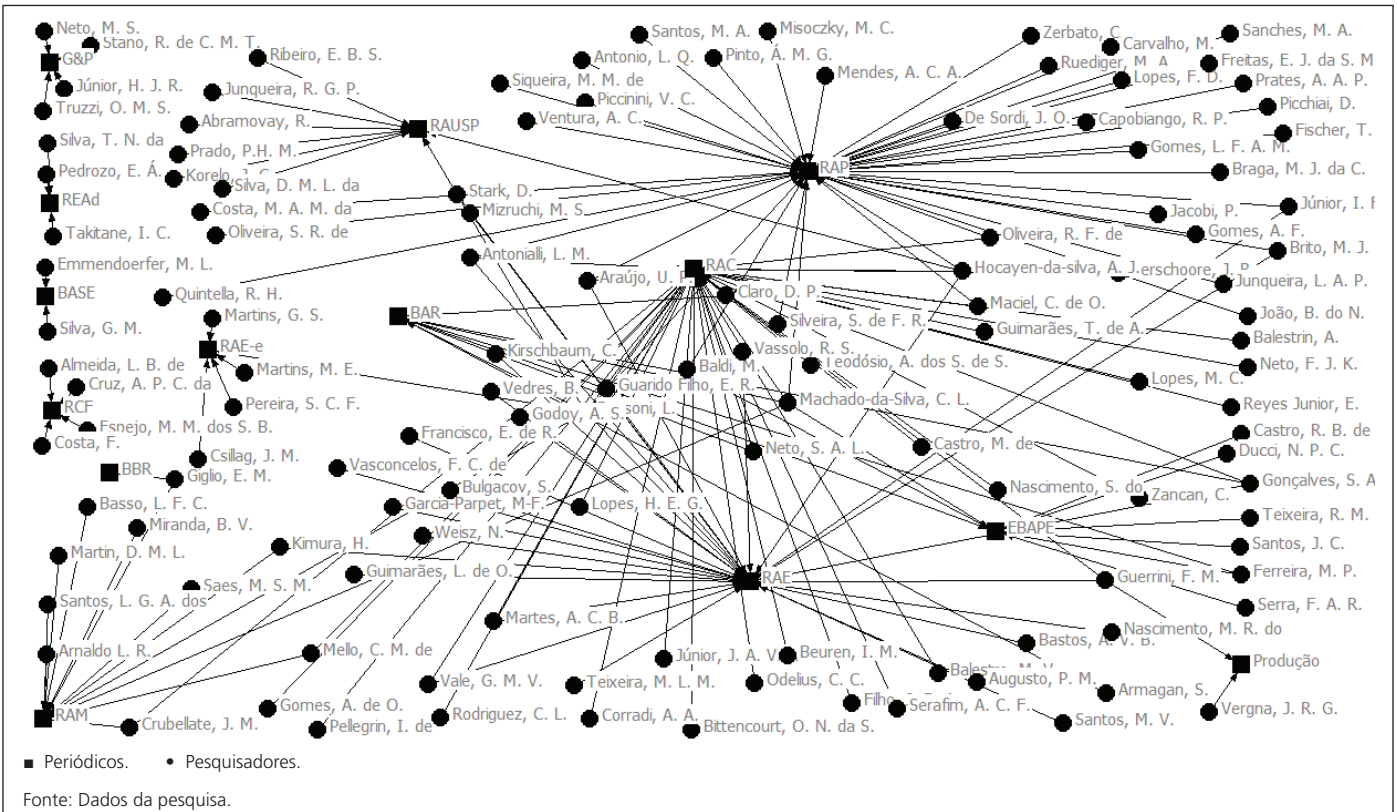 Neto, M. S.
Stano, R. de C. M. T.
G&P
Júnior, H. J. R.
Truzzi, O. M. S.
Silva, T. N. da
Pedrozo, E. Á.
REAd
Takitane, I. C.
Emmendoerfer, M. L.
BASE
Silva, G. M.
Almeida, L. B. de
Cruz, A. P. C. da
RCF
Espejo, M. M. dos S. B.
Costa, F.
BBR
Giglio, E. M.
Basso, L. F. C.
Miranda, B. V.
Martin, D. M. L.
Saes, M. S. M.
Santos, L. G. A. dos
Arnaldo L. R.
RAM
Crubellate, J. M.
Ribeiro, E. B. S.
Junqueira, R. G. P.
Abramovay, R.
Prado, P.H. M.
Silva, D. M. L. da
Costa, M. A. M. da
Oliveira, S. R. de
Quintella, R. H.
Martins, G. S.
RAE-e
Martins, M. E.
Pereira, S. C. F.
Csillag, J. M.
Kimura, H.
Mello, C. M. de
Gomes, A. de O.
Pellegrin, I. de
RAUSP
Stark, D.
Mizruchi, M. S.
Antonialli, L. M.
BAR
Kirschbaum, C.
Vedres, B.
Godoy, A. S.
Francisco, E. de R.
Vasconcelos, F. C. de
Bulgacov, S.
Garcia-Parpet, M-F.
Weisz, N.
Guimarães, L. de O.
Martes, A. C. B.
Vale, G. M. V.
Rodriguez, C. L.
Santos, M. A.
Misoczky, M. C.
Antonio, L. Q.
Pinto, Á. M. G.
Siqueira, M. M. de
Mendes, A. C. A.
Piccinini, V. C.
Ventura, A. C.
RAP
RAC
Claro, D. P.
Silveira, S. de F. R.
Vassolo, R. S.
Baldi, M.
Teodósio, A. dos S. de S.
Guarido Filho, E. R.
Machado-da-Silva, C. L.
Neto, S. A. L.
Castro, M. de
Lopes, H. E. G.
RAE
Júnior, J. A. V.
Beuren, I. M.
Teixeira, M. L. M.
Odelius, C. C.
Corradi, A. A.
Bittencourt, O. N. da S.
Serafim, A. C. F.
Augusto, P. M.
Santos, M. V.
Armagan, S.
Bastos, A. V. B.
Nascimento, M. R. do
Guerrini, F. M.
Zerbato, C.
Carvalho, M.
Sanches, M. A.
Ruediger, M. A
Freitas, E. J. da S. M
Lopes, F. D.
Prates, A. A. P.
Picchiai, D.
De Sordi, J. O.
Capobiango, R. P.
Fischer, T.
Gomes, L. F. A. M.
Braga, M. J. da C.
Jacobi, P.
Gomes, A. F.
Brito, M. J.
Oliveira, R. F. de
Hocayen-da-silva, A. J.
Junqueira, L. A. P.
Maciel, C. de O.
João, B. do N.
Guimarães, T. de A.
Balestrin, A.
Neto, F. J. K.
Lopes, M. C.
Reyes Junior, E.
Castro, R. B. de
Ducci, N. P. C.
Gonçalves, S. A
Nascimento, S. do
Zancan, C.
EBAPE
Teixeira, R. M.
Santos, J. C.
Ferreira, M. P.
Serra, F. A. R.
Produção
Vergna, J. R. G.
■ Periódicos. • Pesquisadores.
Fonte: Dados da pesquisa.